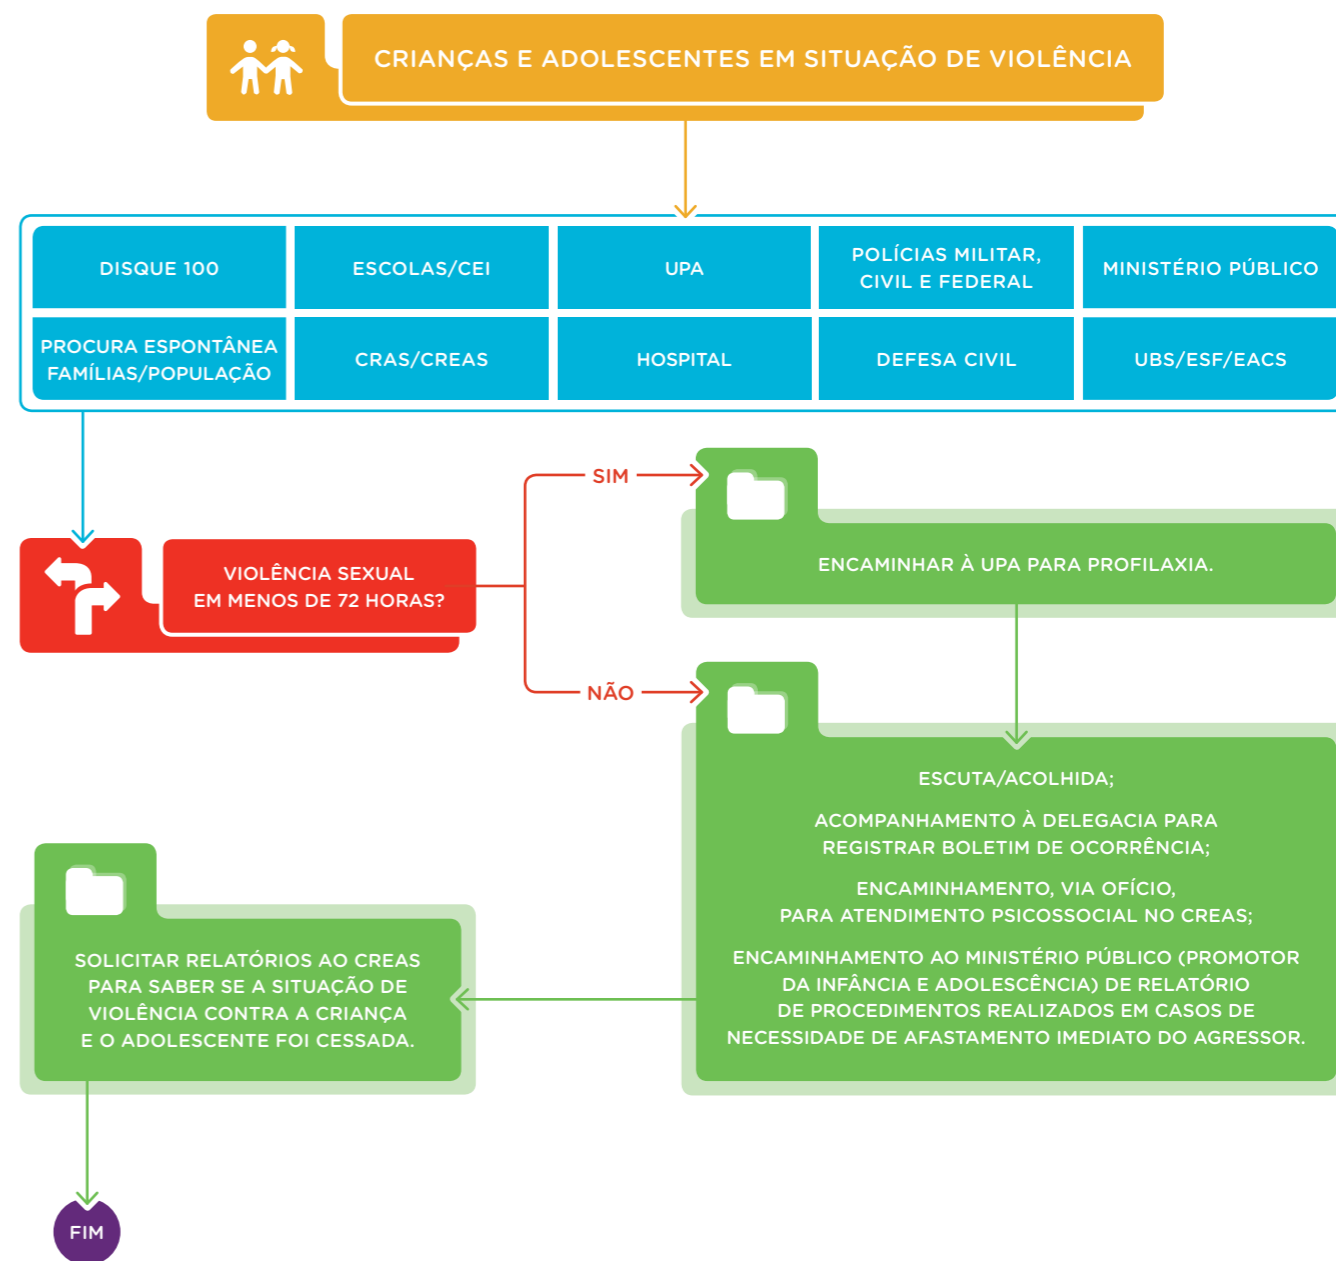 CRIANÇAS E ADOLESCENTES EM SITUAÇÃO DE VIOLÊNCIA
DISQUE 100
ESCOLAS/CEI
UPA
POLÍCIAS MILITAR,
CIVIL E FEDERAL
MINISTÉRIO PÚBLICO
PROCURA ESPONTÂNEA
FAMÍLIAS/POPULAÇÃO
CRAS/CREAS
HOSPITAL
DEFESA CIVIL
UBS/ESF/EACS
VIOLÊNCIA SEXUAL
EM MENOS DE 72 HORAS?
SIM
ENCAMINHAR À UPA PARA PROFILAXIA.
NÃO
ESCUTA/ACOLHIDA;
ACOMPANHAMENTO À DELEGACIA PARA
REGISTRAR BOLETIM DE OCORRÊNCIA;
ENCAMINHAMENTO, VIA OFÍCIO,
PARA ATENDIMENTO PSICOSSOCIAL NO CREAS;
ENCAMINHAMENTO AO MINISTÉRIO PÚBLICO (PROMOTOR
DA INFÂNCIA E ADOLESCÊNCIA) DE RELATÓRIO
DE PROCEDIMENTOS REALIZADOS EM CASOS DE
NECESSIDADE DE AFASTAMENTO IMEDIATO DO AGRESSOR.
SOLICITAR RELATÓRIOS AO CREAS
PARA SABER SE A SITUAÇÃO DE
VIOLÊNCIA CONTRA A CRIANÇA
E O ADOLESCENTE FOI CESSADA.
FIM